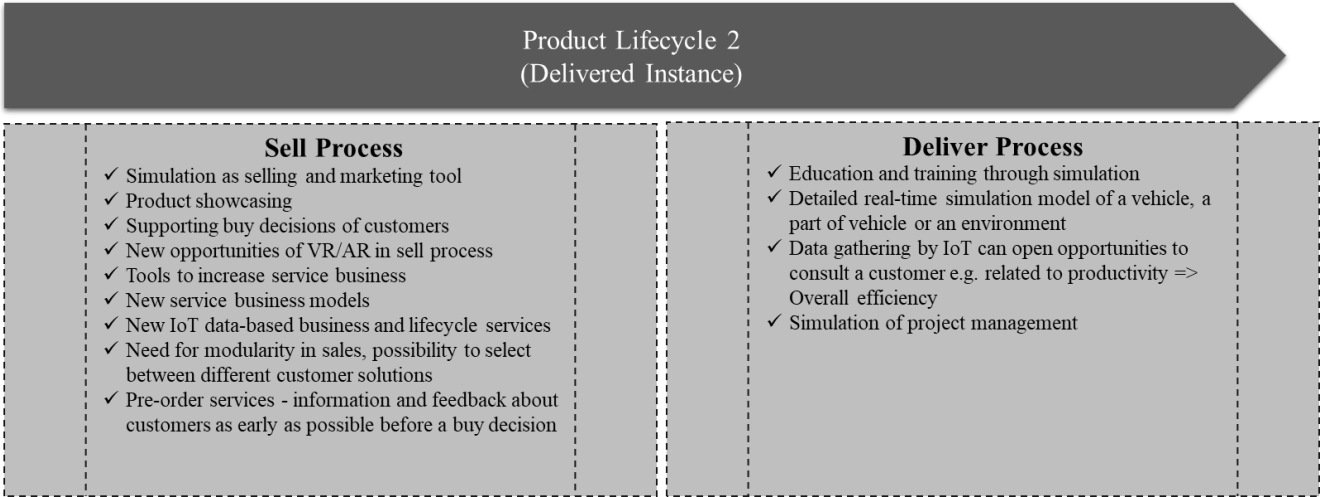 Product Lifecycle 2
(Delivered Instance)
Sell Process
✓ Simulation as selling and marketing tool
✓ Product showcasing
✓ Supporting buy decisions of customers
✓ New opportunities of VR/AR in sell process
✓ Tools to increase service business
✓ New service business models
✓ New IoT data-based business and lifecycle services
✓ Need for modularity in sales, possibility to select
between different customer solutions
✓ Pre-order services - information and feedback about
customers as early as possible before a buy decision
Deliver Process
✓ Education and training through simulation
✓ Detailed real-time simulation model of a vehicle, a
part of vehicle or an environment
✓ Data gathering by IoT can open opportunities to
consult a customer e.g. related to productivity =>
Overall efficiency
✓ Simulation of project management